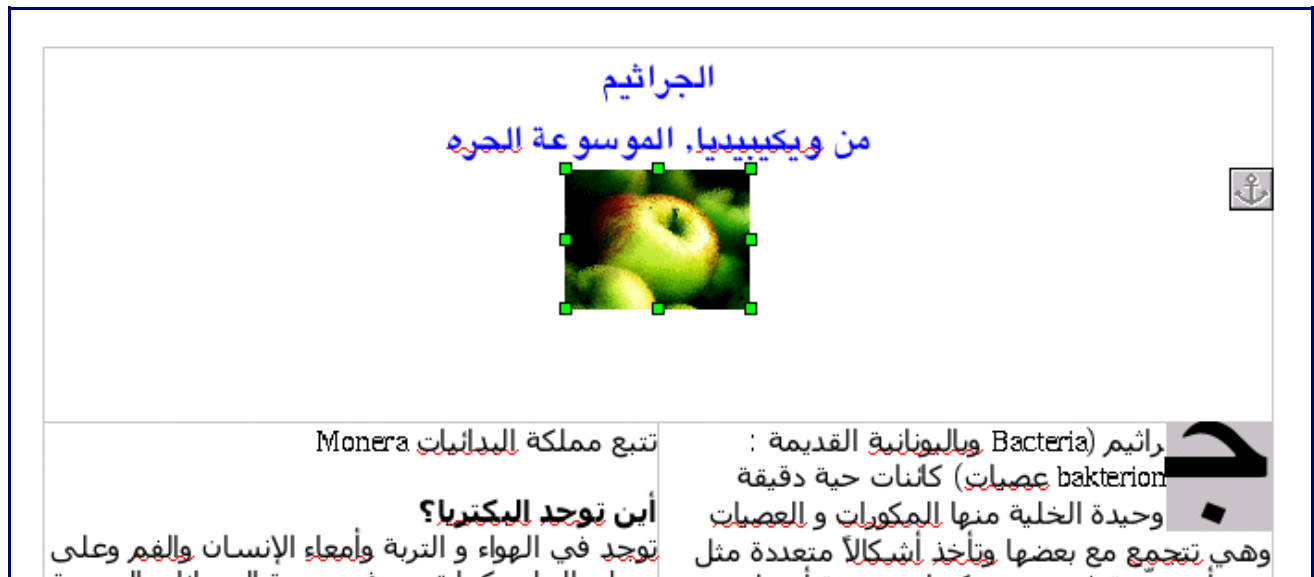 الجراثيم
من ويكيبيديا, الموسوعة الحره
جراثيم (Bacteria وباليونانية القديمة :
bakterion عصيات) كائنات حية دقيقة
وحيدة الخلية منها المكورات و العصيات
وهي تتجمع مع بعضها وتأخذ أشكالاً متعددة مثل
تتبع مملكة البدائيات Monera
أين توجد البكتريا؟
توجد في الهواء و التربة وأمعاء الإنسان والفم وعلى